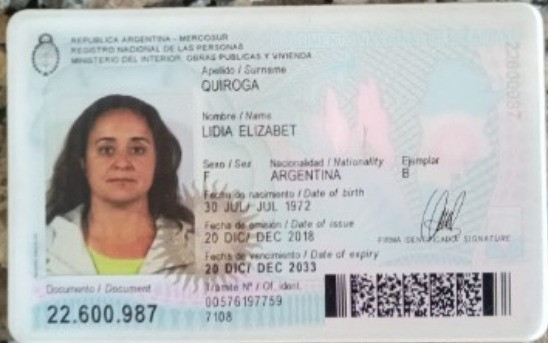 REPUBLICA ARGENTINA - MERCOSUR
REGISTRO NACIONAL DE LAS PERSONAS
MINISTERIO DEL INTERIOR, OBRAS PUBLICAS Y VIVIENDA
Apellido / Surname
QUIROGA
Nombre / Name
LIDIA ELIZABET
Sexo / Sex Nacionalidad / Nationality Ejemplar
F ARGENTINA B
Fecha de nacimiento / Date of birth
30 JUL/ JUL 1972
Fecha de emisión / Date of issue
20 DIC/ DEC 2018
FIRMA IDENTIFICADO/ SIGNATURE
Fecha de vencimiento / Date of expiry
20 DIC/ DEC 2033
Documento / Document Trámite Nº / Of. ident.
22.600.987 00576197759
7108